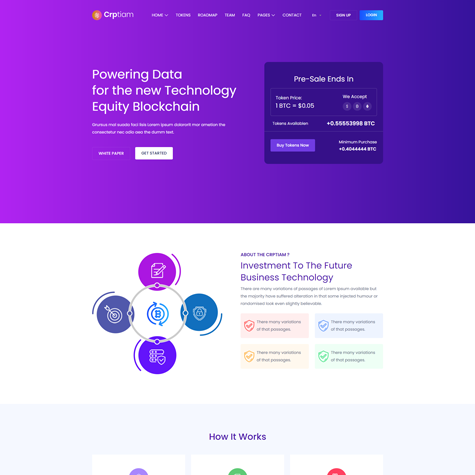 Crptiam
HOME TOKENS ROADMAP TEAM FAQ PAGES CONTACT En SIGN UP LOGIN
Powering Data
for the new Technology
Equity Blockchain
Grursus mal suada faci lisis Lorem ipsum dolarorit mor ametion the
consectetur nec odio aea the dumm text
WHITE PAPER GET STARTED
Pre-Sale Ends In
Token Price:
1 BTC = $0.05
We Accept
Tokens Availablen +0.55553998 BTC
Buy Tokens Now
Minimum Purchase
+0.4044444 BTC
ABOUT THE CRPTIAM ?
Investment To The Future
Business Technology
There are many variations of passages of Lorem Ipsum available but
the majority have suffered alteration in that some injected humour or
randomised look even slightly believable.
There many variations
of that passages.
There many variations
of that passages.
There many variations
of that passages.
There many variations
of that passages.
How It Works